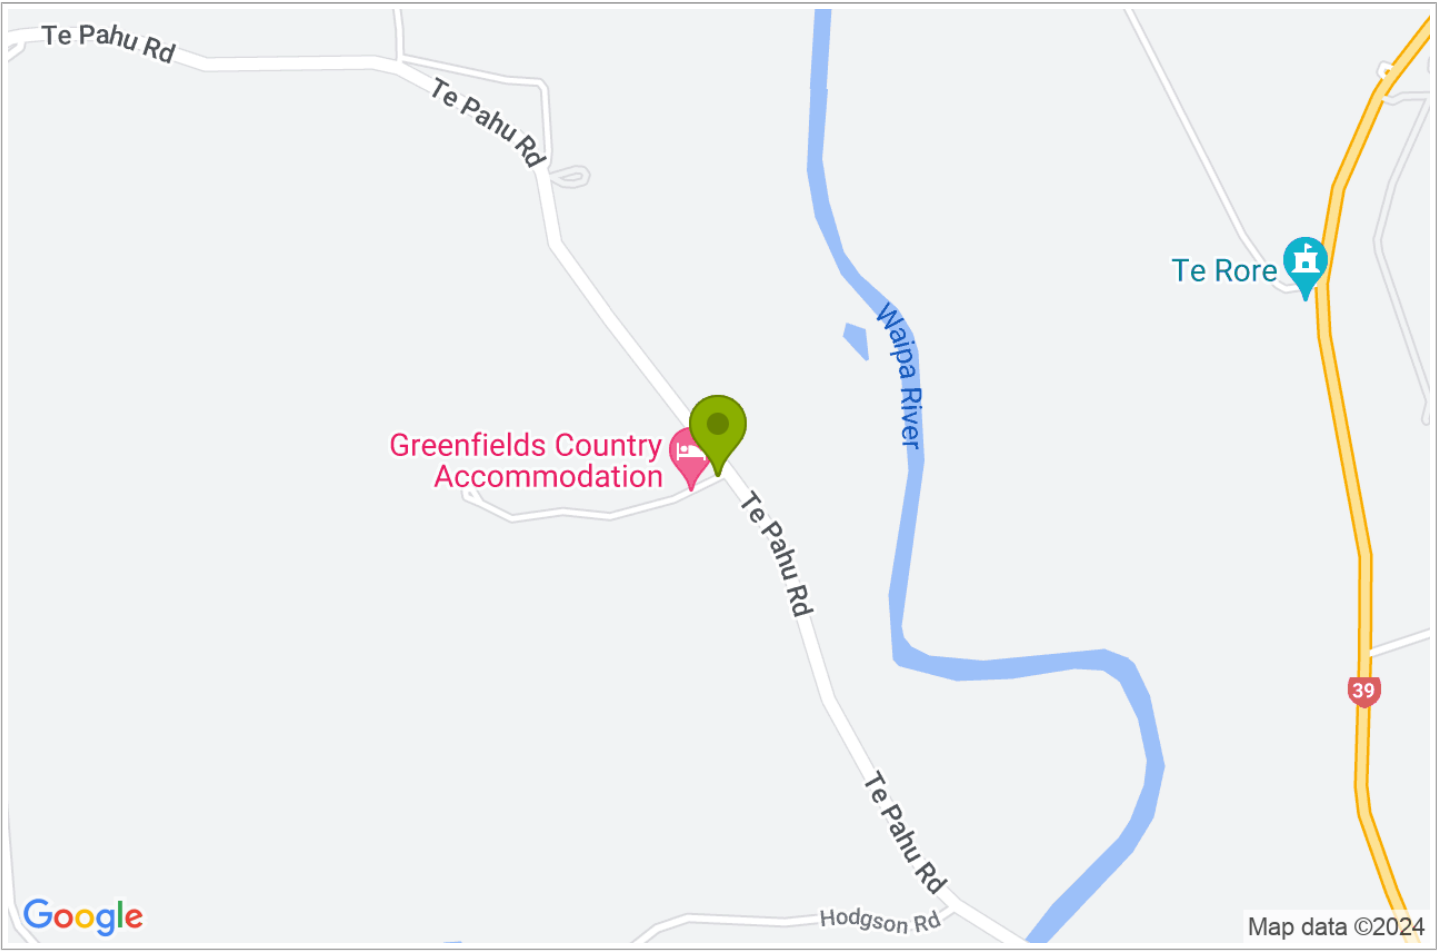 Te Pahu Rd
Te Pahu Rd
Te Rore
Waipa River
Greenfields Country
Accommodation
Te Pahu Rd
39
Te Pahu Rd
Hodgson Rd
Google
Map data ©2024